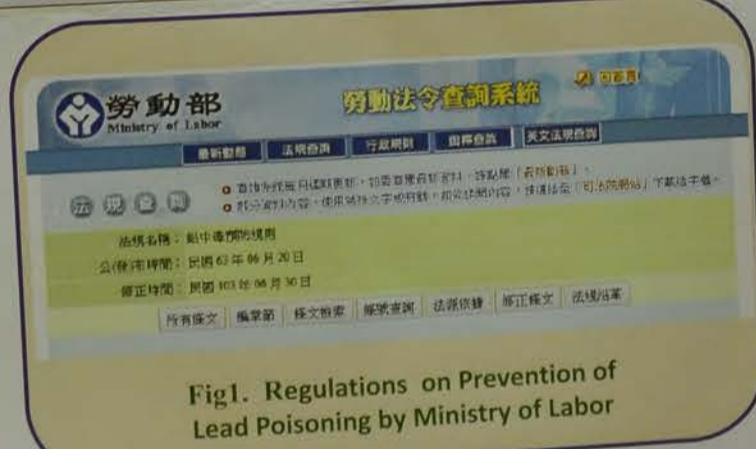 勞動部
Ministry of Labor
勞動法令查詢系統
回首頁
最新動態 法規查詢 行政規則 函釋查詢 英文法規查詢
法規查詢
法規名稱： 鉛中毒預防規則
公(發)布時間： 民國 63 年 06 月 20 日
修正時間： 民國 103 年 06 月 30 日
所有條文 編章節 條文檢索 條號查詢 法源依據 修正條文 法規沿革
Fig1. Regulations on Prevention of
Lead Poisoning by Ministry of Labor